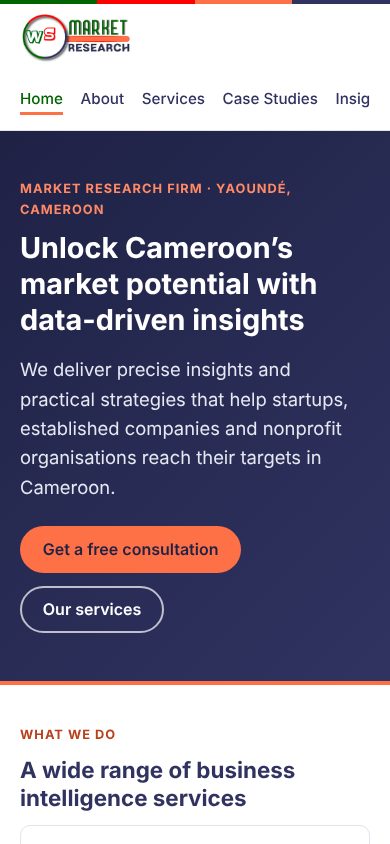 WS MARKET
RESEARCH
Home About Services Case Studies Insig
MARKET RESEARCH FIRM · YAOUNDÉ,
CAMEROON
Unlock Cameroon’s
market potential with
data-driven insights
We deliver precise insights and
practical strategies that help startups,
established companies and nonprofit
organisations reach their targets in
Cameroon.
Get a free consultation
Our services
WHAT WE DO
A wide range of business
intelligence services